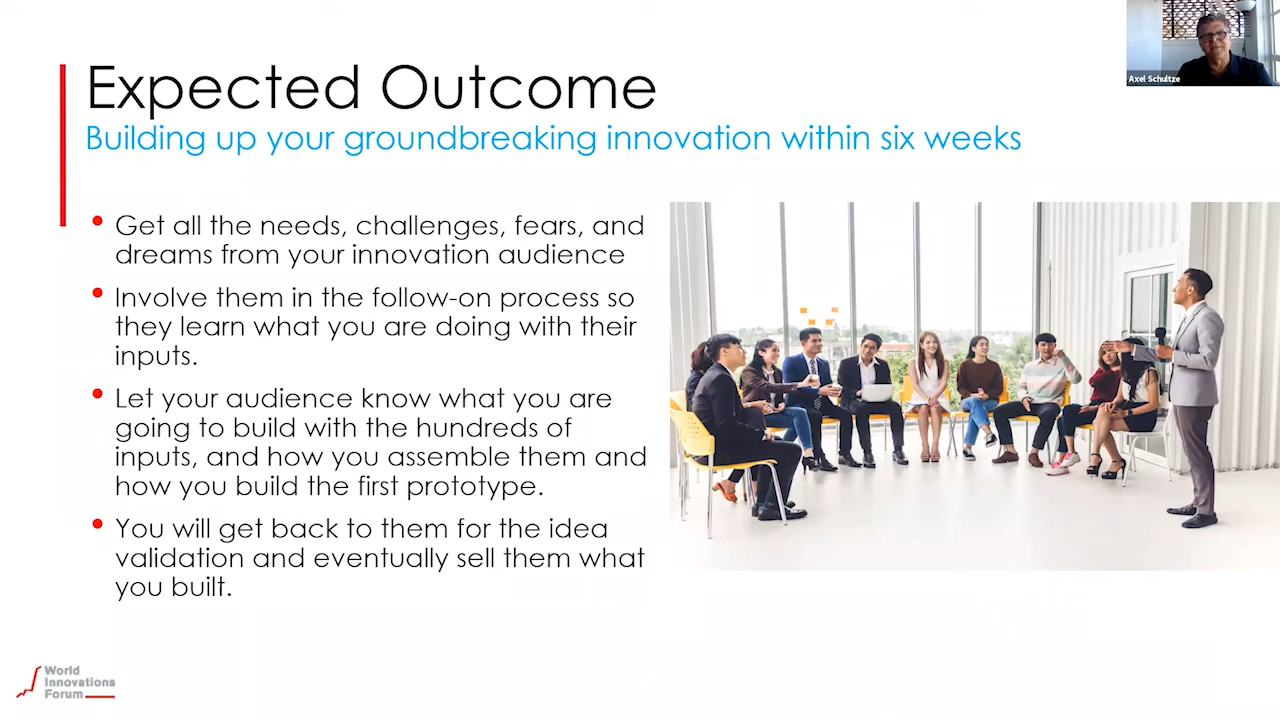 Axel Schultze
Expected Outcome
Building up your groundbreaking innovation within six weeks
• Get all the needs, challenges, fears, and
dreams from your innovation audience
• Involve them in the follow-on process so
they learn what you are doing with their
inputs.
• Let your audience know what you are
going to build with the hundreds of
inputs, and how you assemble them and
how you build the first prototype.
• You will get back to them for the idea
validation and eventually sell them what
you built.
World
Innovations
Forum